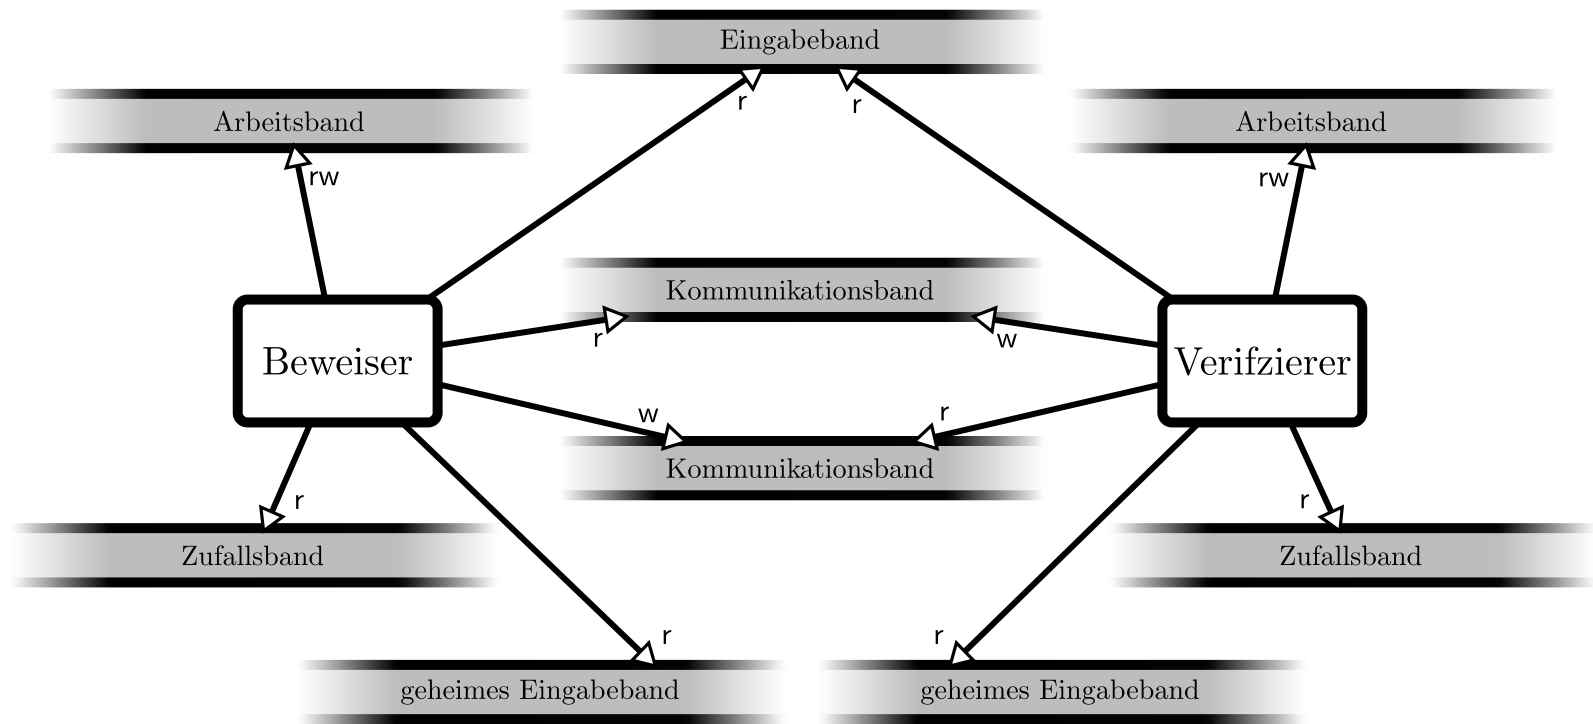 Eingabeband
r
r
Arbeitsband
rw
Arbeitsband
rw
Kommunikationsband
r
w
Beweiser
Verifzierer
w
r
Kommunikationsband
r
r
Zufallsband
Zufallsband
r
r
geheimes Eingabeband
geheimes Eingabeband